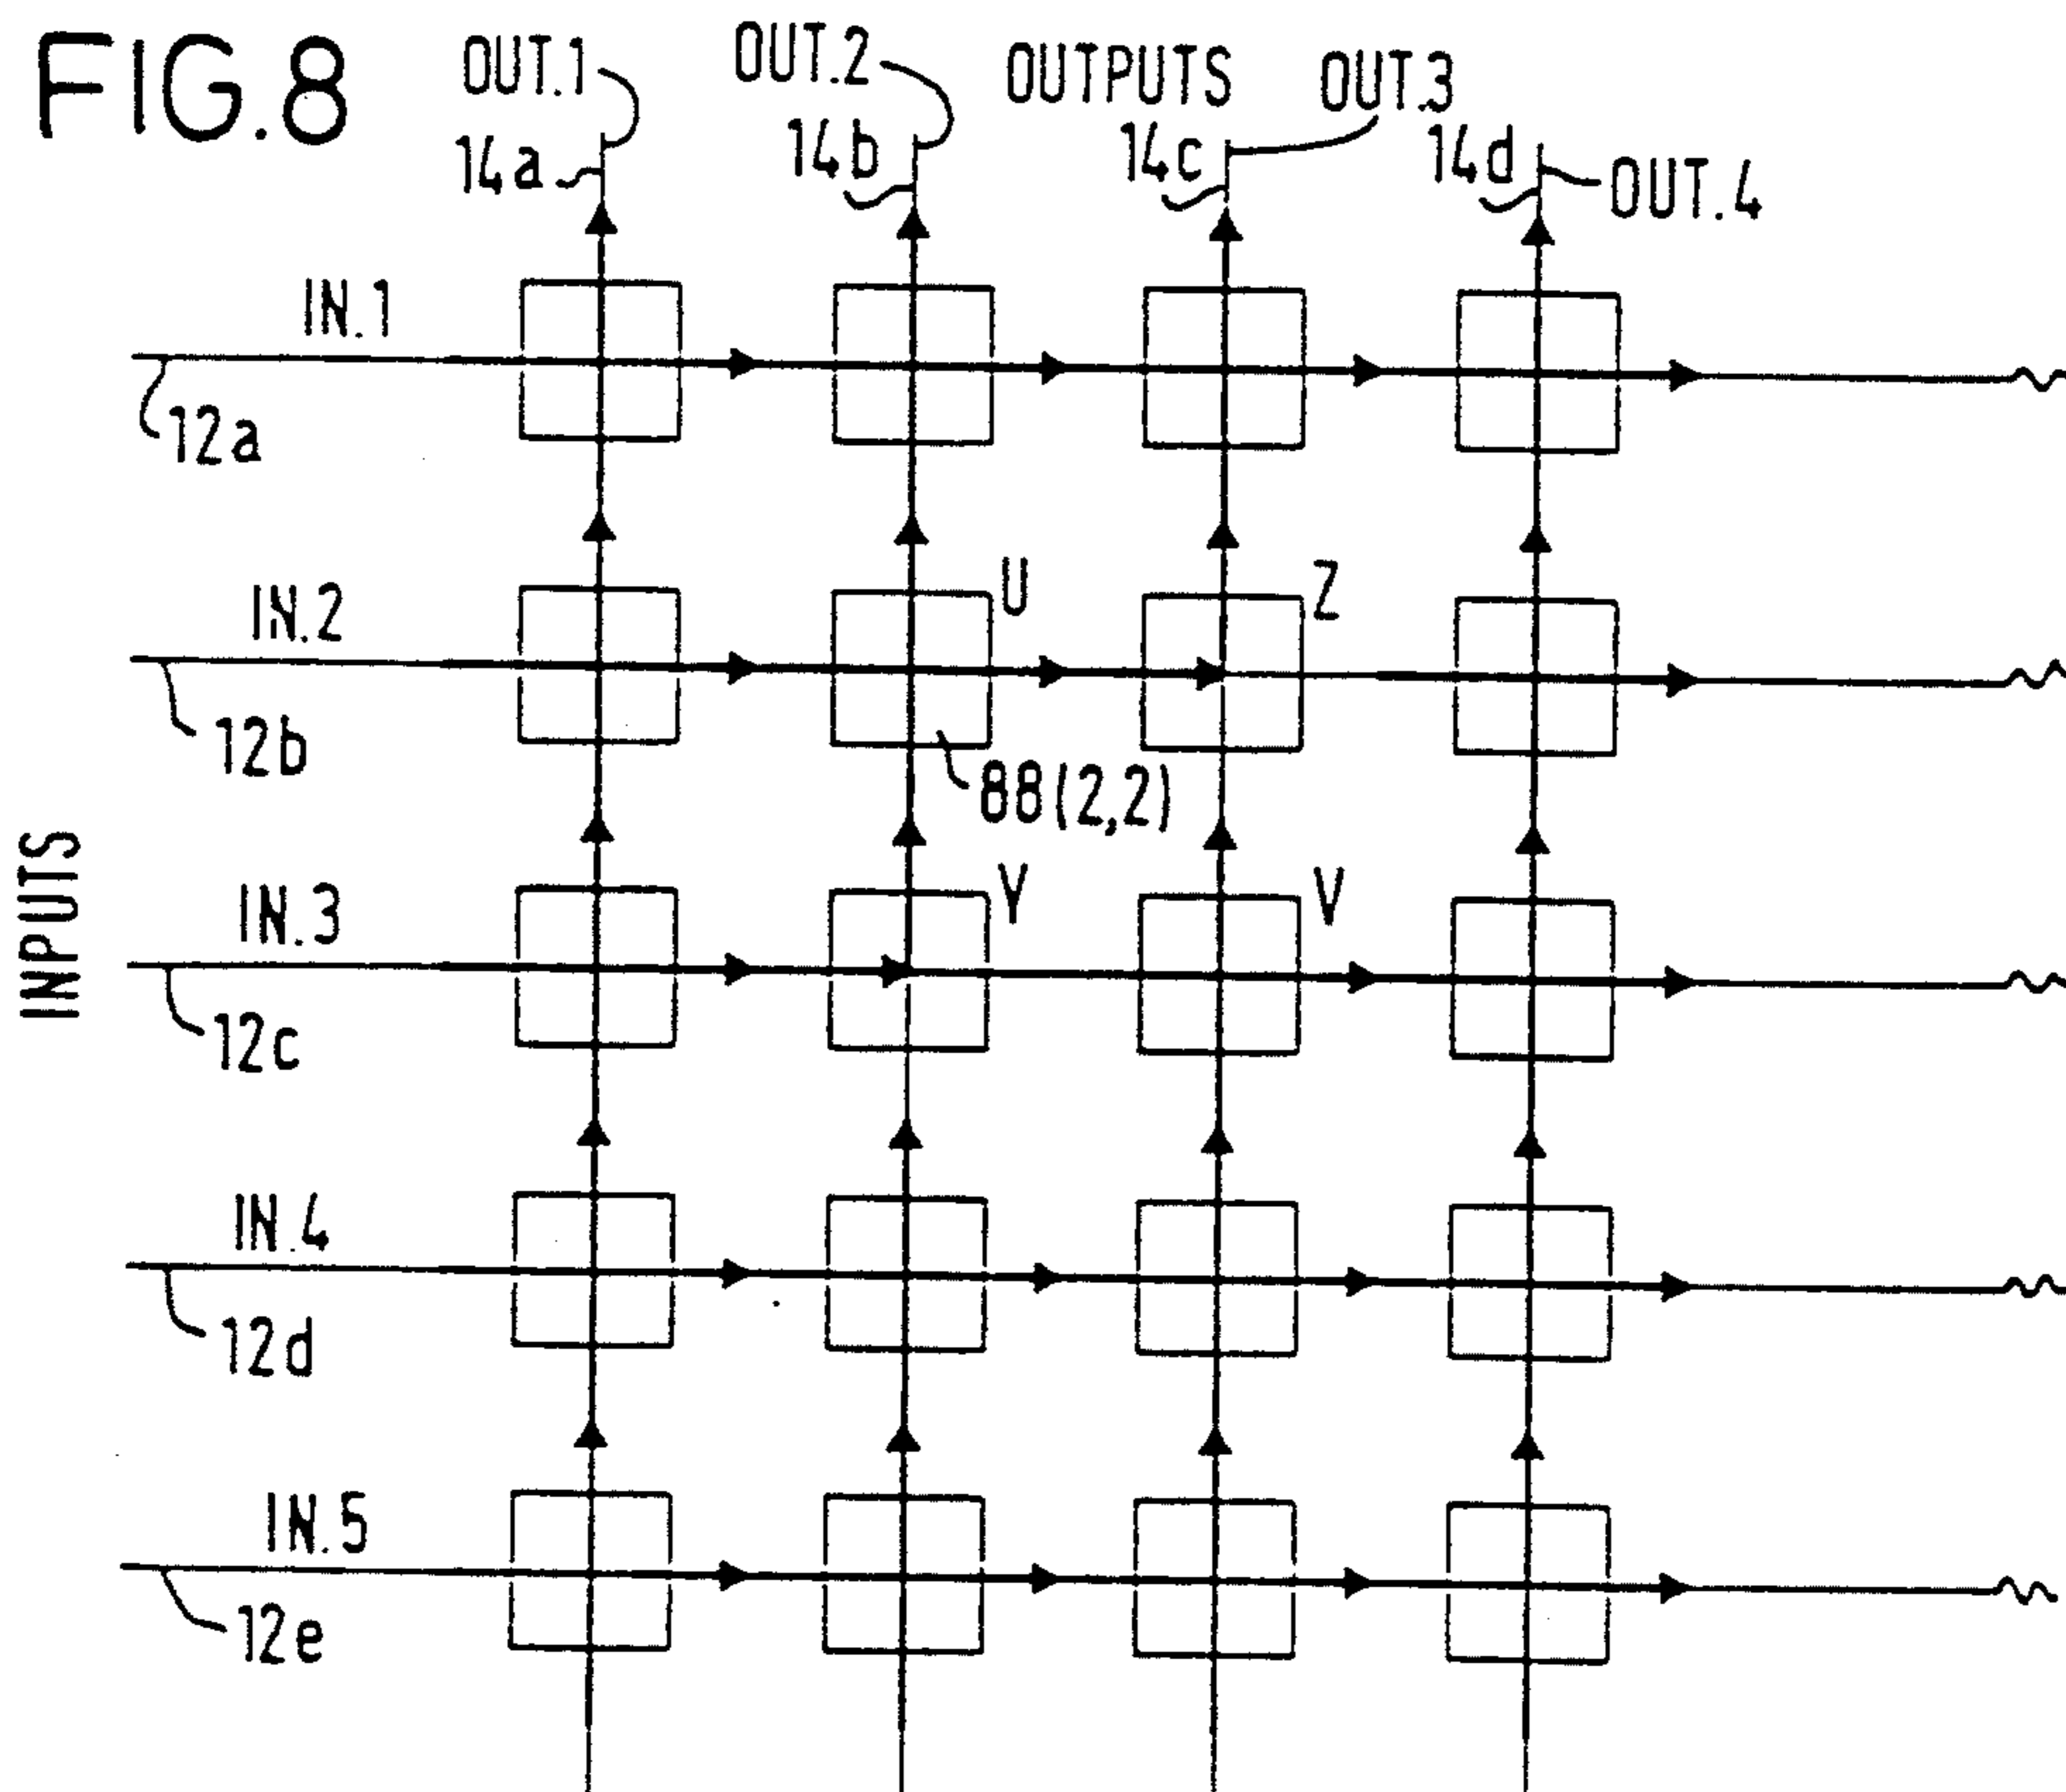 FIG.8
OUT.1
OUT.2
OUTPUTS
OUT.3
14a
14b
14c
14d
OUT.4
IN.1
12a
IN.2
U
Z
12b
88(2,2)
INPUTS
IN.3
Y
V
12c
IN.4
12d
IN.5
12e